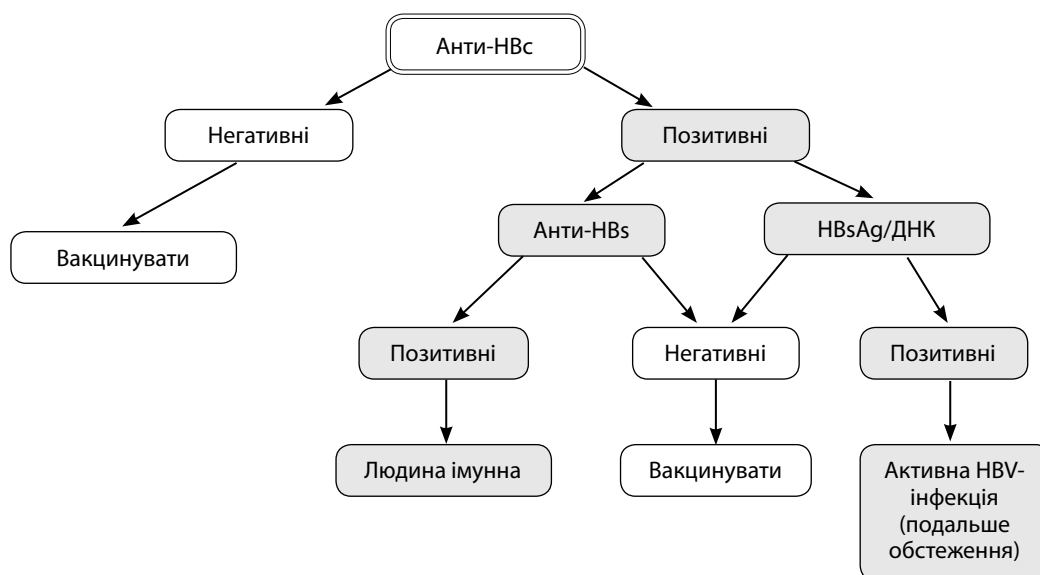 Анти-HBc
Негативні
Позитивні
Вакцинувати
Анти-HBs
HBsAg/ДНК
Позитивні
Негативні
Позитивні
Людина імунна
Вакцинувати
Активна HBV-
інфекція
(подальше
обстеження)